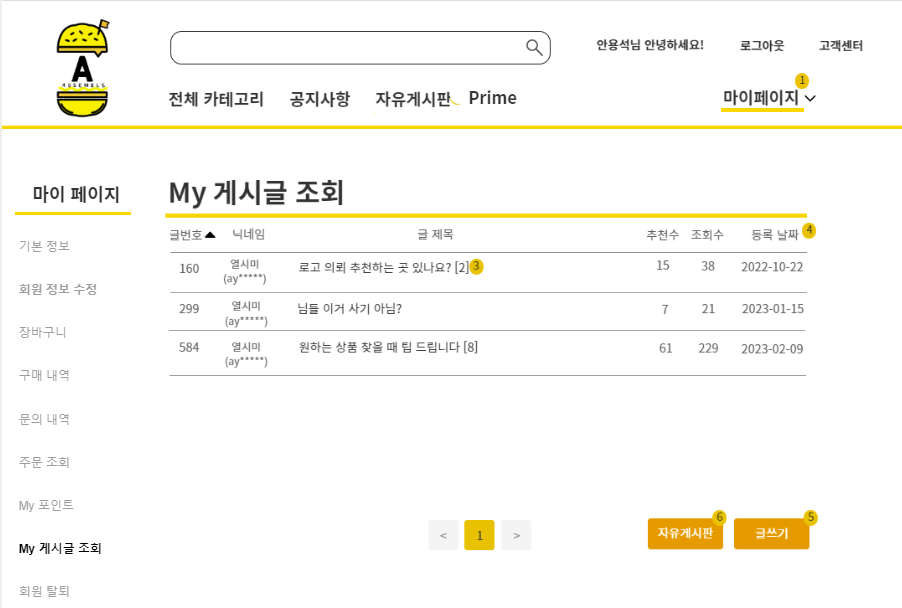 A
ASSEMBLE
안용석님 안녕하세요! 로그아웃 고객센터
전체 카테고리 공지사항 자유게시판 Prime 마이페이지 1
마이 페이지
기본 정보
회원 정보 수정
장바구니
구매 내역
문의 내역
주문 조회
My 포인트
My 게시글 조회
회원 탈퇴
My 게시글 조회
글번호 닉네임 글 제목 추천수 조회수 등록 날짜 4
160 열시미 (ay*****) 로고 의뢰 추천하는 곳 있나요? [2] 3 15 38 2022-10-22
299 열시미 (ay*****) 님들 이거 사기 아님? 7 21 2023-01-15
584 열시미 (ay*****) 원하는 상품 찾을 때 팁 드립니다 [8] 61 229 2023-02-09
< 1 >
자유게시판 6 글쓰기 5